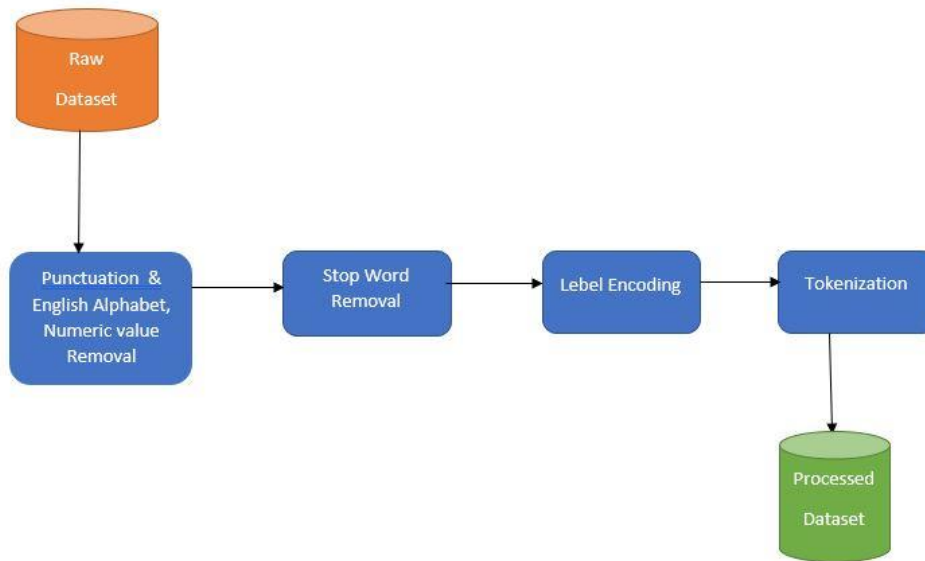 Raw
Dataset
Punctuation & 
English Alphabet,
Numeric value
Removal
Stop Word
Removal
Lebel Encoding
Tokenization
Processed
Dataset